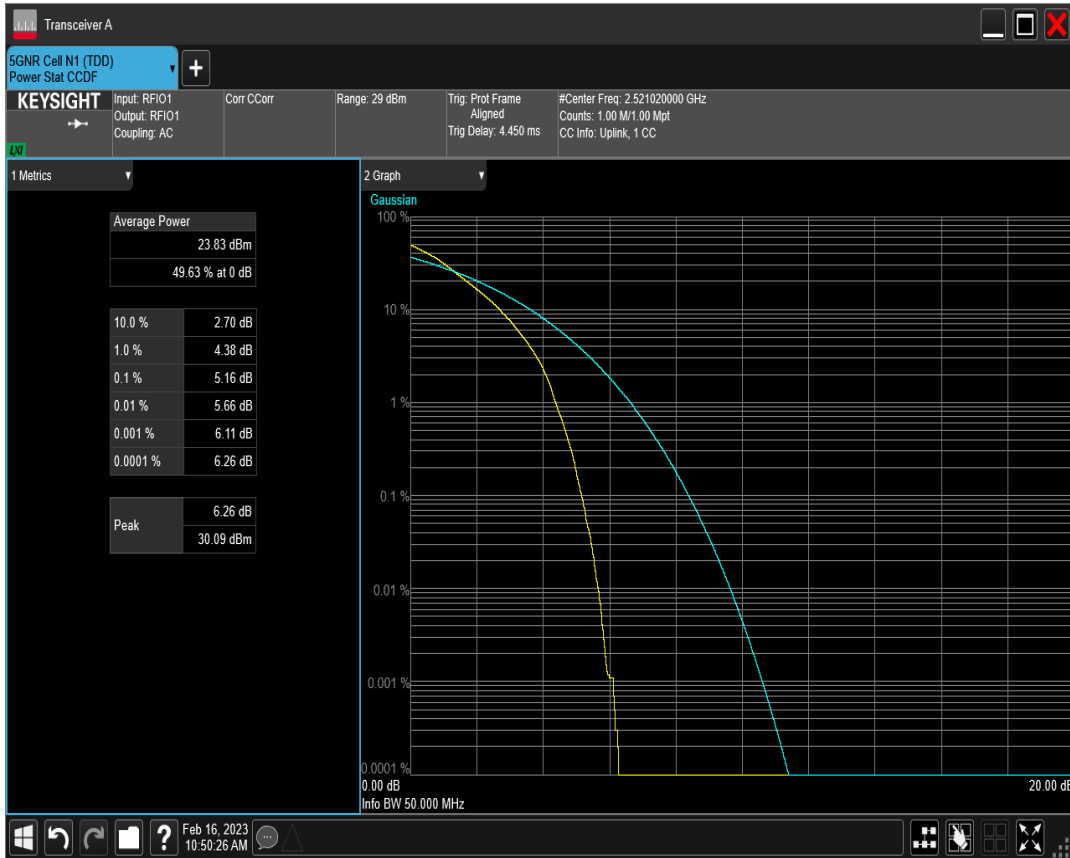 Transceiver A
5GNR Cell N1 (TDD)
Power Stat CCDF
+
KEYSIGHT
LXI
Input: RFIO1
Output: RFIO1
Coupling: AC
Corr CCorr
Range: 29 dBm
Trig: Prot Frame
Aligned
Trig Delay: 4.450 ms
#Center Freq: 2.521020000 GHz
Counts: 1.00 M/1.00 Mpt
CC Info: Uplink, 1 CC
1 Metrics
Average Power
23.83 dBm
49.63 % at 0 dB
10.0 % 2.70 dB
1.0 % 4.38 dB
0.1 % 5.16 dB
0.01 % 5.66 dB
0.001 % 6.11 dB
0.0001 % 6.26 dB
Peak
6.26 dB
30.09 dBm
2 Graph
Gaussian
100 %
10 %
1 %
0.1 %
0.01 %
0.001 %
0.0001 %
0.00 dB
20.00 dB
Info BW 50.000 MHz
?
Feb 16, 2023
10:50:26 AM